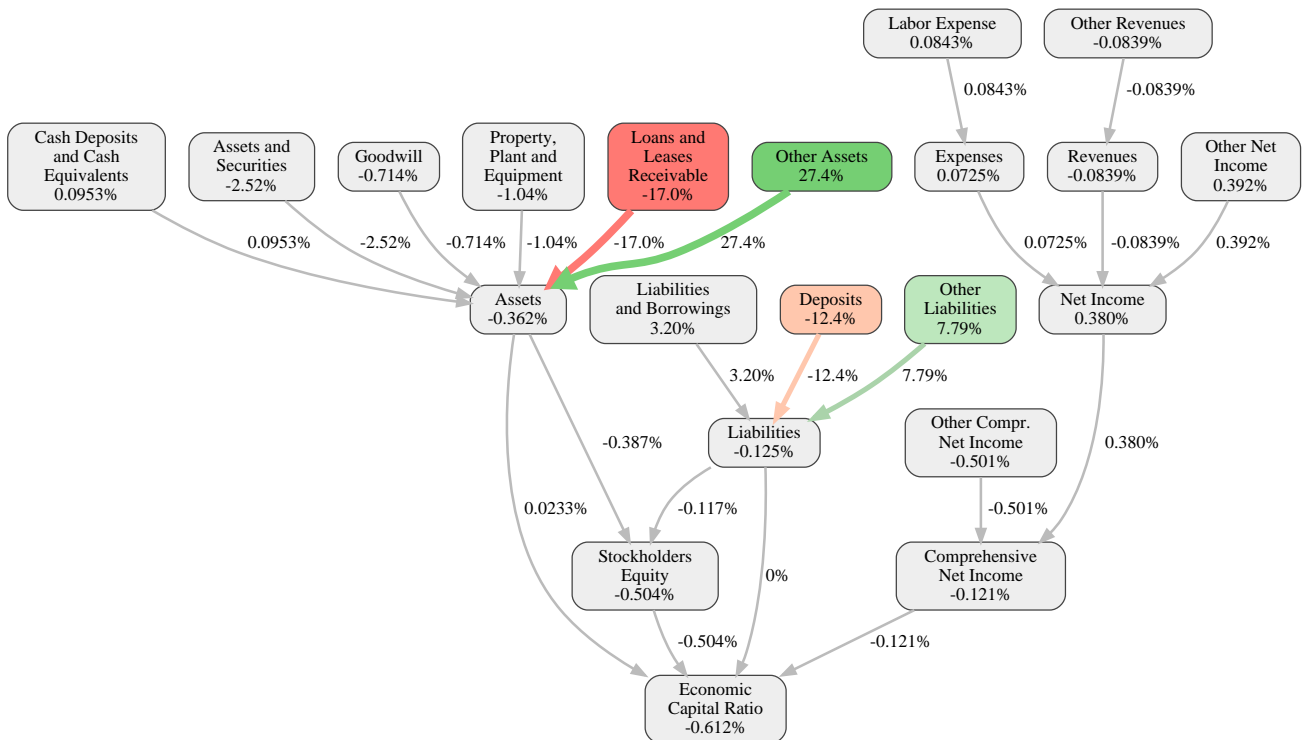 Labor Expense
0.0843%
Other Revenues
-0.0839%
0.0843%
-0.0839%
Cash Deposits
and Cash
Equivalents
0.0953%
Assets and
Securities
-2.52%
Goodwill
-0.714%
Property,
Plant and
Equipment
-1.04%
Loans and
Leases
Receivable
-17.0%
Other Assets
27.4%
Expenses
0.0725%
Revenues
-0.0839%
Other Net
Income
0.392%
0.0953%
-2.52%
-0.714%
-1.04%
-17.0%
27.4%
0.0725%
-0.0839%
0.392%
Assets
-0.362%
Liabilities
and Borrowings
3.20%
Deposits
-12.4%
Other
Liabilities
7.79%
Net Income
0.380%
3.20%
-12.4%
7.79%
-0.387%
Liabilities
-0.125%
Other Compr.
Net Income
-0.501%
0.380%
0.0233%
-0.117%
-0.501%
Stockholders
Equity
-0.504%
0%
Comprehensive
Net Income
-0.121%
-0.504%
-0.121%
Economic
Capital Ratio
-0.612%